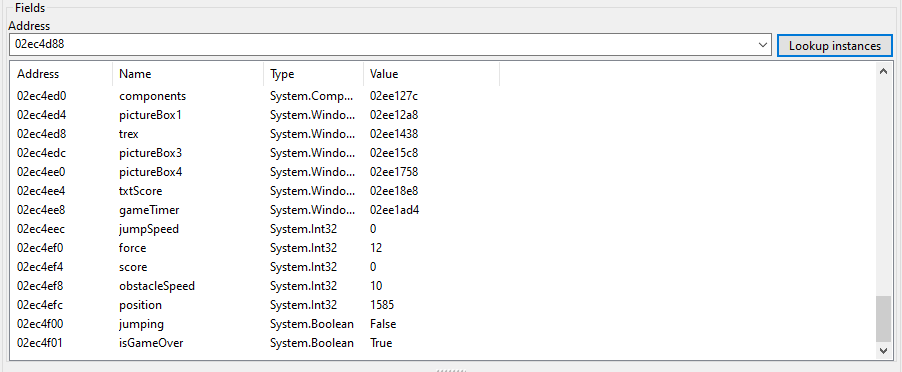 Fields
Address
02ec4d88 Lookup instances
Address Name Type Value
02ec4ed0 components System.Comp... 02ee127c
02ec4ed4 pictureBox1 System.Windo... 02ee12a8
02ec4ed8 trex System.Windo... 02ee1438
02ec4edc pictureBox3 System.Windo... 02ee15c8
02ec4ee0 pictureBox4 System.Windo... 02ee1758
02ec4ee4 txtScore System.Windo... 02ee18e8
02ec4ee8 gameTimer System.Windo... 02ee1ad4
02ec4eec jumpSpeed System.Int32 0
02ec4ef0 force System.Int32 12
02ec4ef4 score System.Int32 0
02ec4ef8 obstacleSpeed System.Int32 10
02ec4efc position System.Int32 1585
02ec4f00 jumping System.Boolean False
02ec4f01 isGameOver System.Boolean True